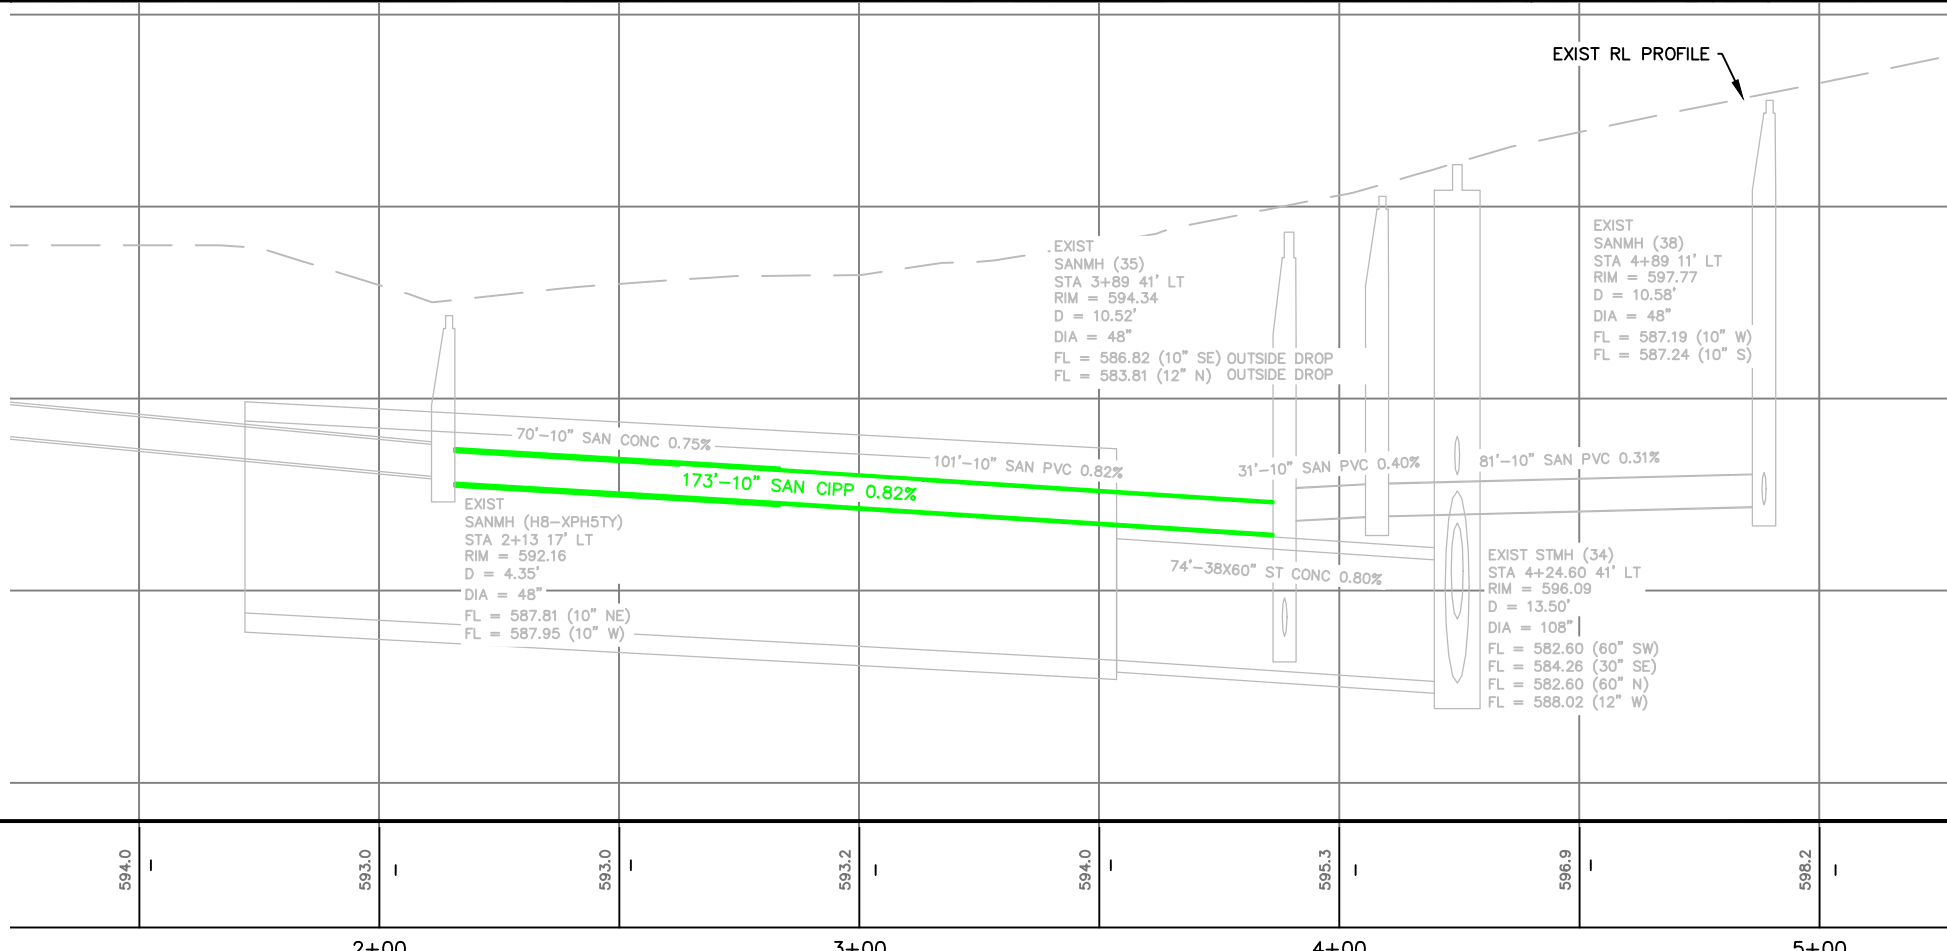 EXIST RL PROFILE
EXIST
SANMH (35)
STA 3+89 41' LT
RIM = 594.34
D = 10.52'
DIA = 48"
FL = 586.82 (10" SE) OUTSIDE DROP
FL = 583.81 (12" N) OUTSIDE DROP
EXIST
SANMH (38)
STA 4+89 11' LT
RIM = 597.77
D = 10.58'
DIA = 48"
FL = 587.19 (10" W)
FL = 587.24 (10" S)
70'-10" SAN CONC 0.75%
101'-10" SAN PVC 0.82%
31'-10" SAN PVC 0.40%
81'-10" SAN PVC 0.31%
173'-10" SAN CIPP 0.82%
EXIST
SANMH (H8-XPH5TY)
STA 2+13 17' LT
RIM = 592.16
D = 4.35'
DIA = 48"
FL = 587.81 (10" NE)
FL = 587.95 (10" W)
74'-38X60" ST CONC 0.80%
EXIST STMH (34)
STA 4+24.60 41' LT
RIM = 596.09
D = 13.50'
DIA = 108"
FL = 582.60 (60" SW)
FL = 584.26 (30" SE)
FL = 582.60 (60" N)
FL = 588.02 (12" W)
594.0
593.0
593.0
593.2
594.0
595.3
596.9
598.2
2+00
3+00
4+00
5+00